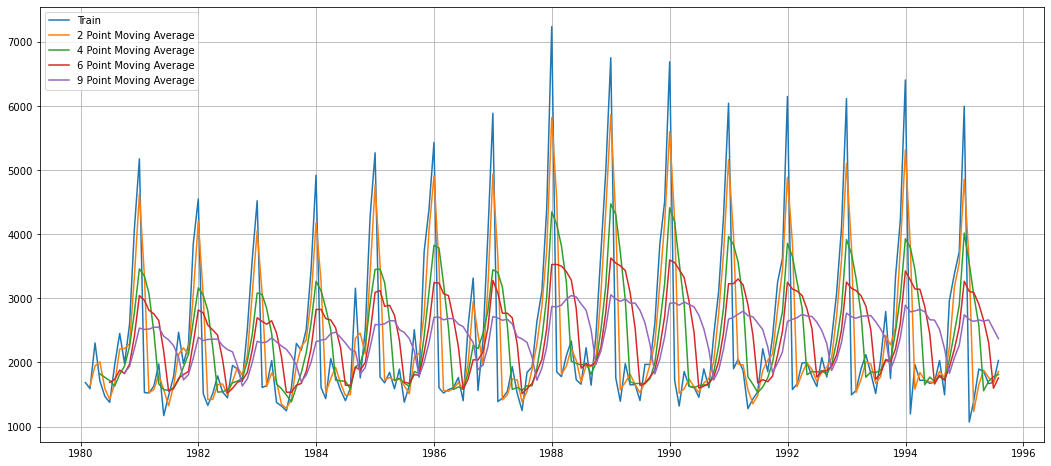 Train
2 Point Moving Average
4 Point Moving Average
6 Point Moving Average
9 Point Moving Average
7000
6000
5000
4000
3000
2000
1000
1980 1982 1984 1986 1988 1990 1992 1994 1996